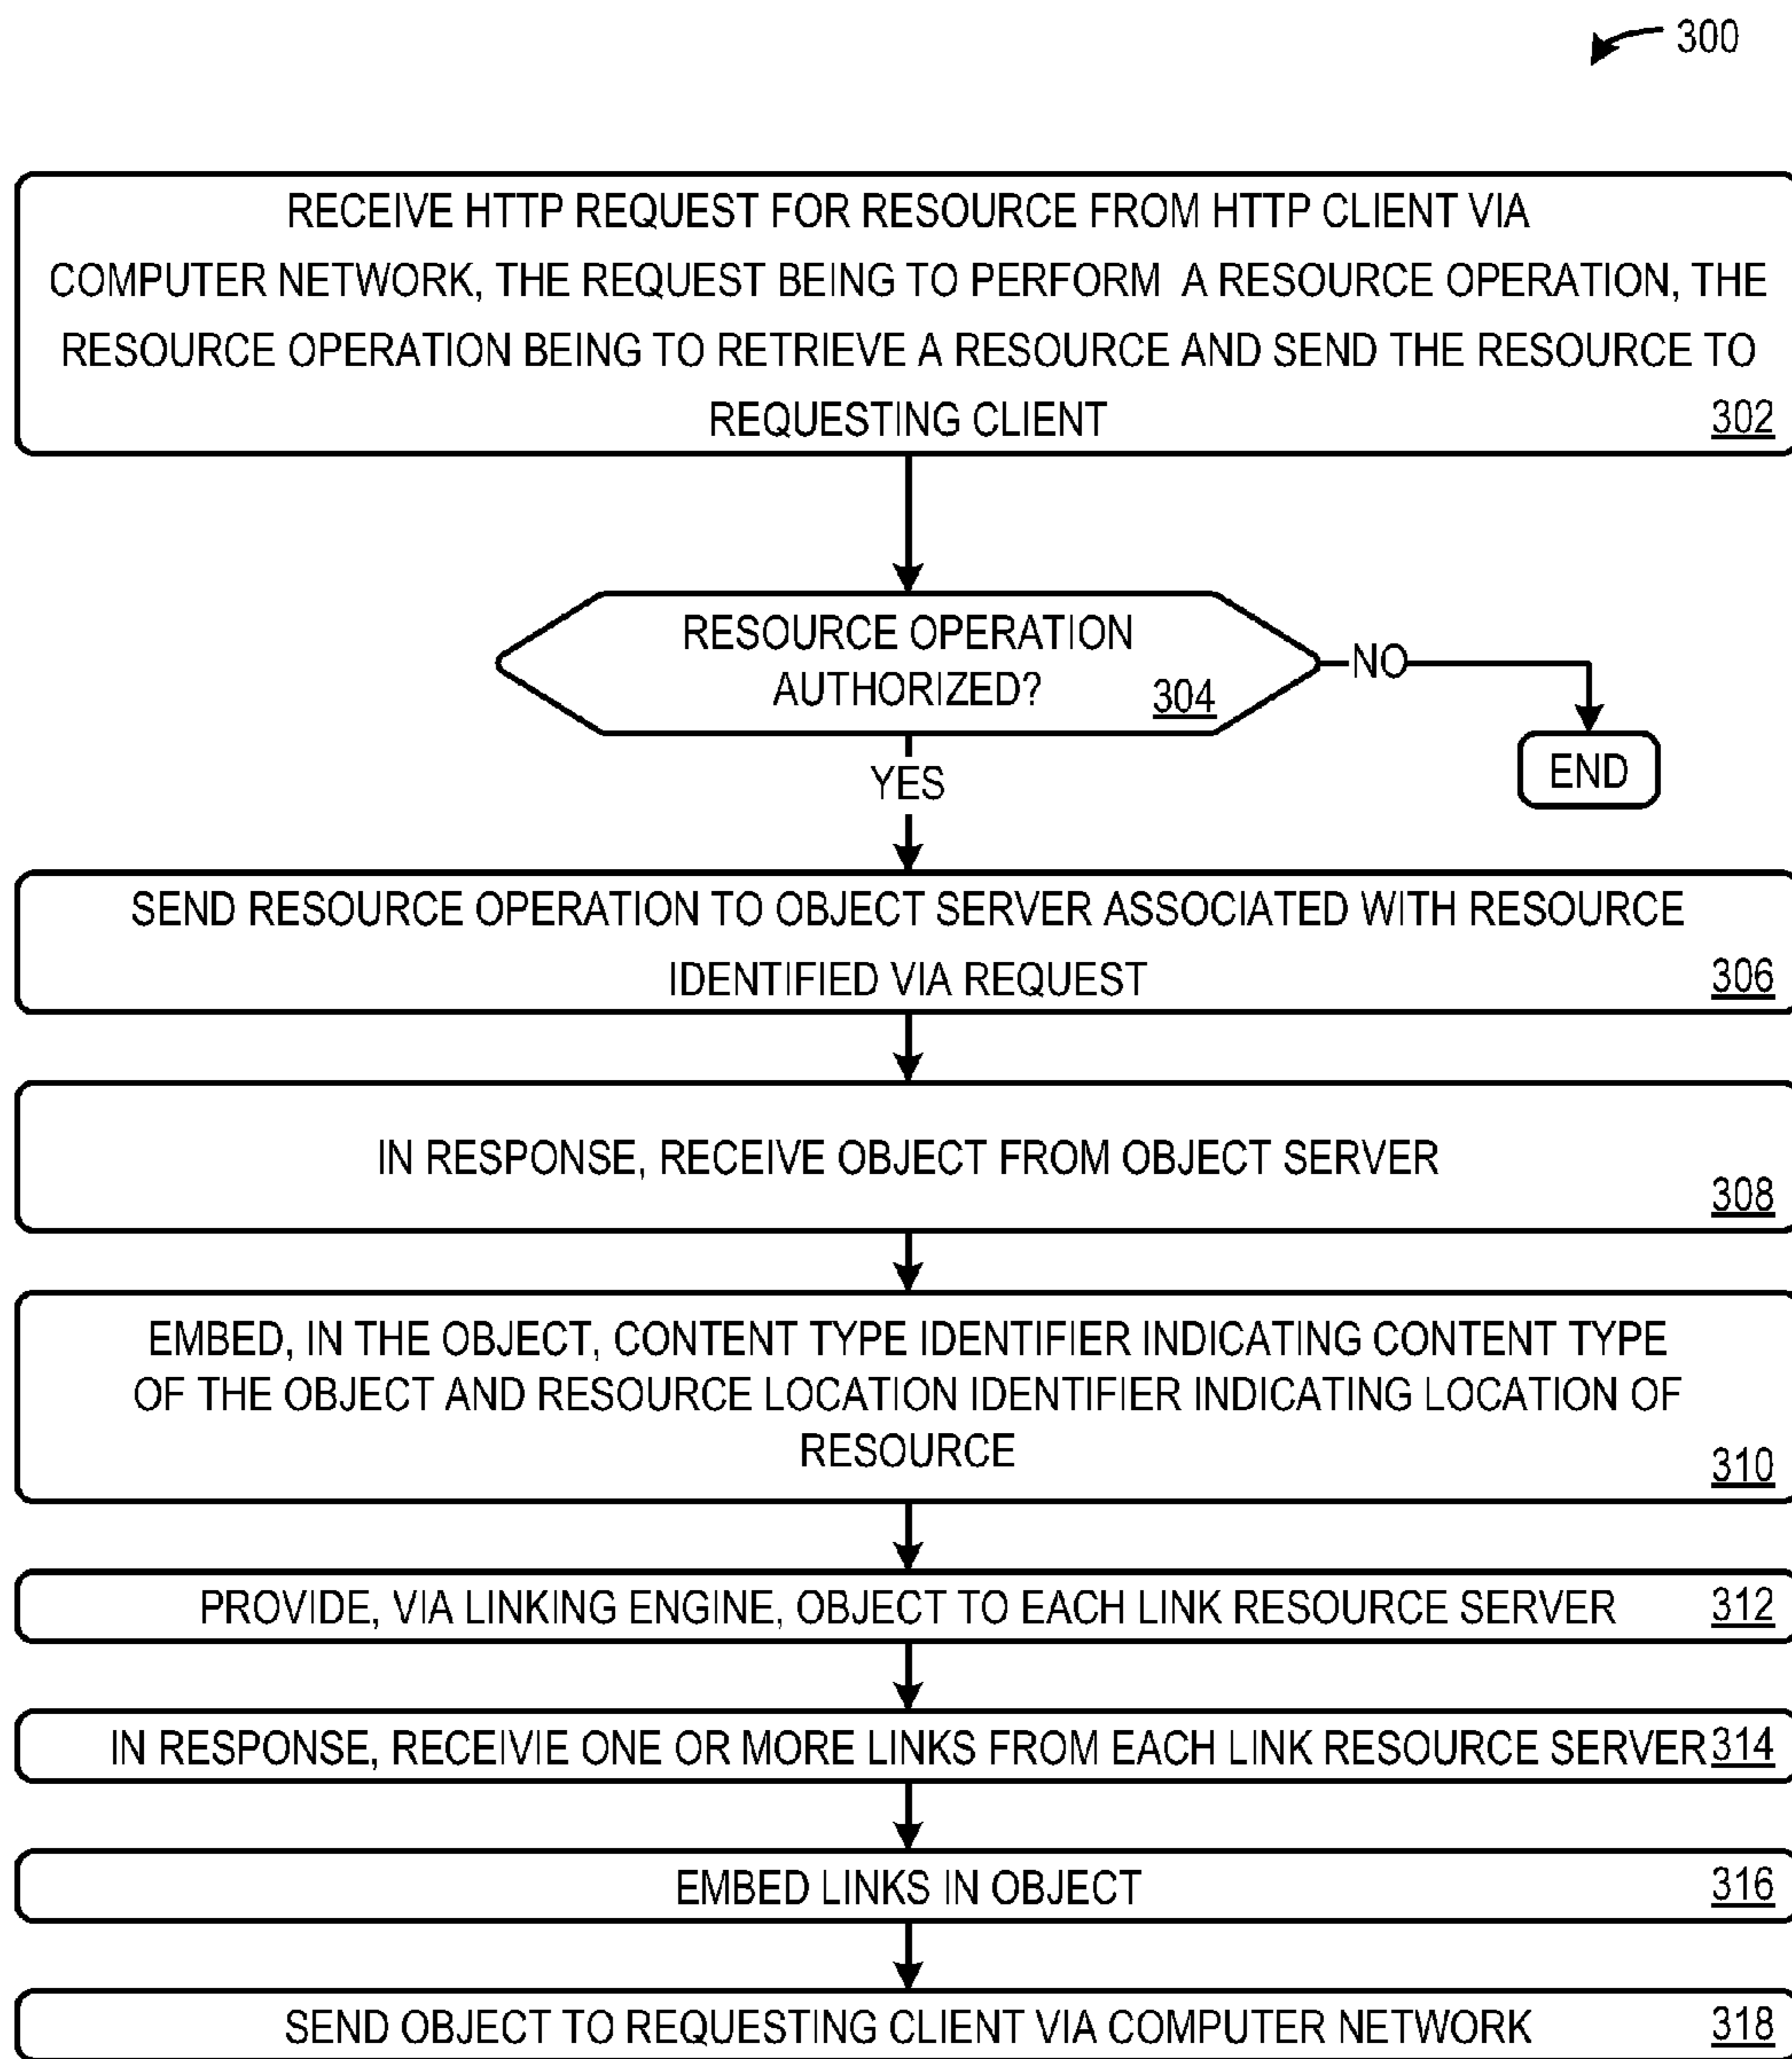 300
RECEIVE HTTP REQUEST FOR RESOURCE FROM HTTP CLIENT VIA
COMPUTER NETWORK, THE REQUEST BEING TO PERFORM A RESOURCE OPERATION, THE
RESOURCE OPERATION BEING TO RETRIEVE A RESOURCE AND SEND THE RESOURCE TO
REQUESTING CLIENT
302
RESOURCE OPERATION
AUTHORIZED?
304
NO
END
YES
SEND RESOURCE OPERATION TO OBJECT SERVER ASSOCIATED WITH RESOURCE
IDENTIFIED VIA REQUEST
306
IN RESPONSE, RECEIVE OBJECT FROM OBJECT SERVER
308
EMBED, IN THE OBJECT, CONTENT TYPE IDENTIFIER INDICATING CONTENT TYPE
OF THE OBJECT AND RESOURCE LOCATION IDENTIFIER INDICATING LOCATION OF
RESOURCE
310
PROVIDE, VIA LINKING ENGINE, OBJECT TO EACH LINK RESOURCE SERVER
312
IN RESPONSE, RECEIVIE ONE OR MORE LINKS FROM EACH LINK RESOURCE SERVER
314
EMBED LINKS IN OBJECT
316
SEND OBJECT TO REQUESTING CLIENT VIA COMPUTER NETWORK
318